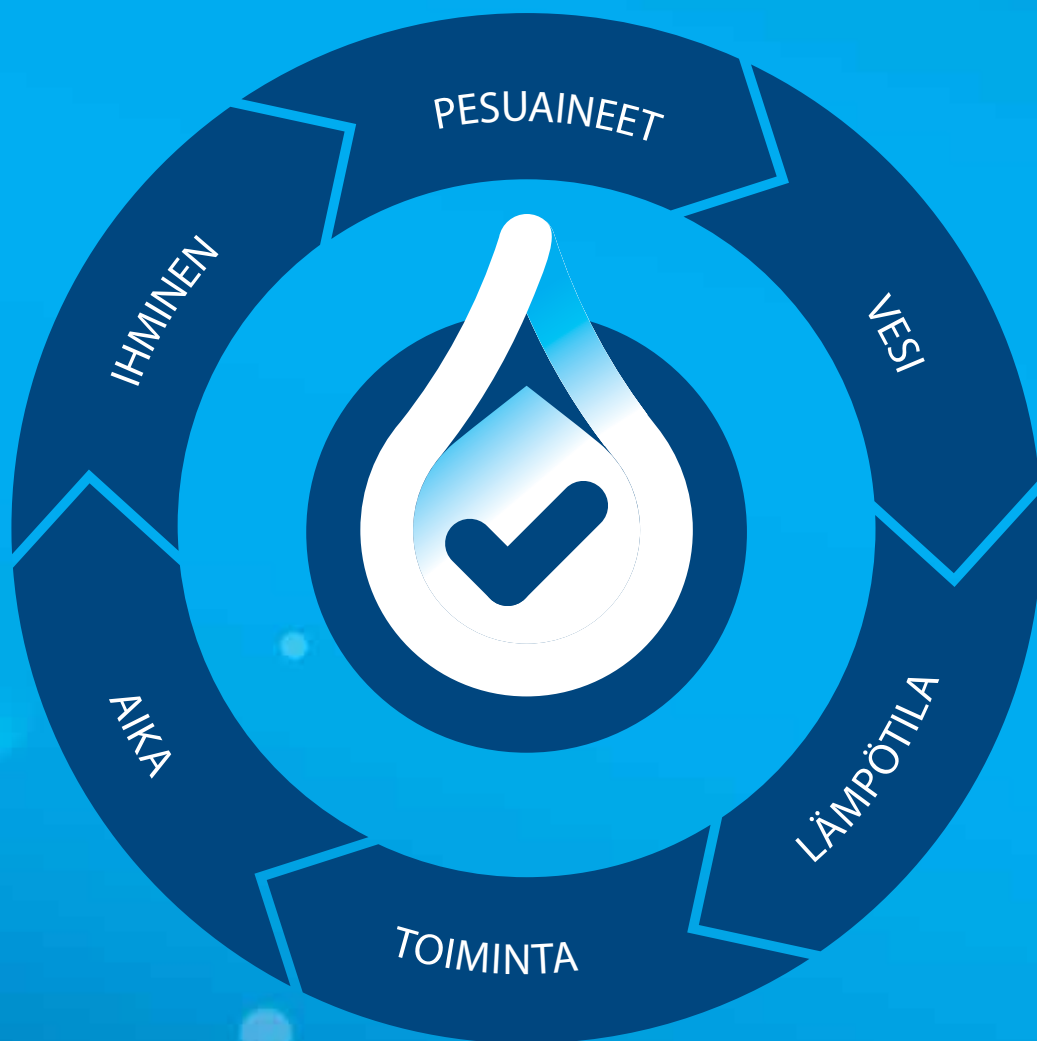 PESUAINEET
VESI
LÄMPÖTILA
TOIMINTA
AIKA
IHMINEN